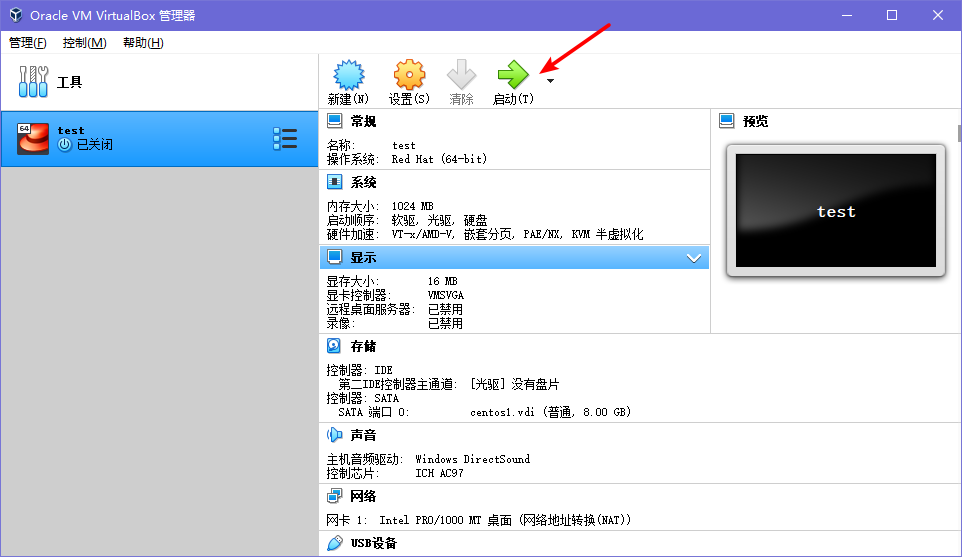 Oracle VM VirtualBox 管理器
管理(F) 控制(M) 帮助(H)
工具
新建(N) 设置(S) 清除 启动(T)
64
test
已关闭
常规
名称: test
操作系统: Red Hat (64-bit)
系统
内存大小: 1024 MB
启动顺序: 软驱, 光驱, 硬盘
硬件加速: VT-x/AMD-V, 嵌套分页, PAE/NX, KVM 半虚拟化
显示
显存大小: 16 MB
显卡控制器: VMSVGA
远程桌面服务器: 已禁用
录像: 已禁用
预览
test
存储
控制器: IDE
第二IDE控制器主通道: [光驱] 没有盘片
控制器: SATA
SATA 端口 0: centos1.vdi (普通, 8.00 GB)
声音
主机音频驱动: Windows DirectSound
控制芯片: ICH AC97
网络
网卡 1: Intel PRO/1000 MT 桌面 (网络地址转换(NAT))
USB设备